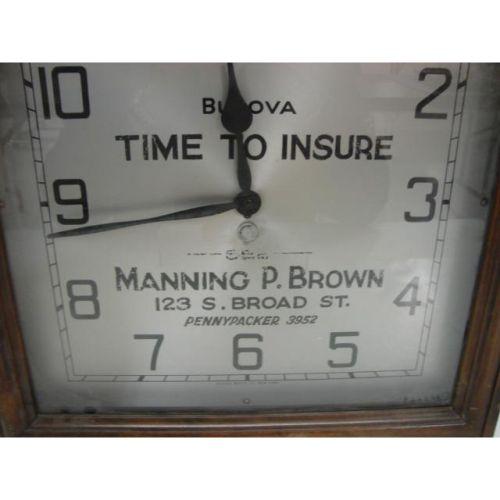 10
2
BULOVA
TIME TO INSURE
9
3
MANNING P. BROWN
8
123 S. BROAD ST.
4
PENNYPACKER 3952
7
6
5